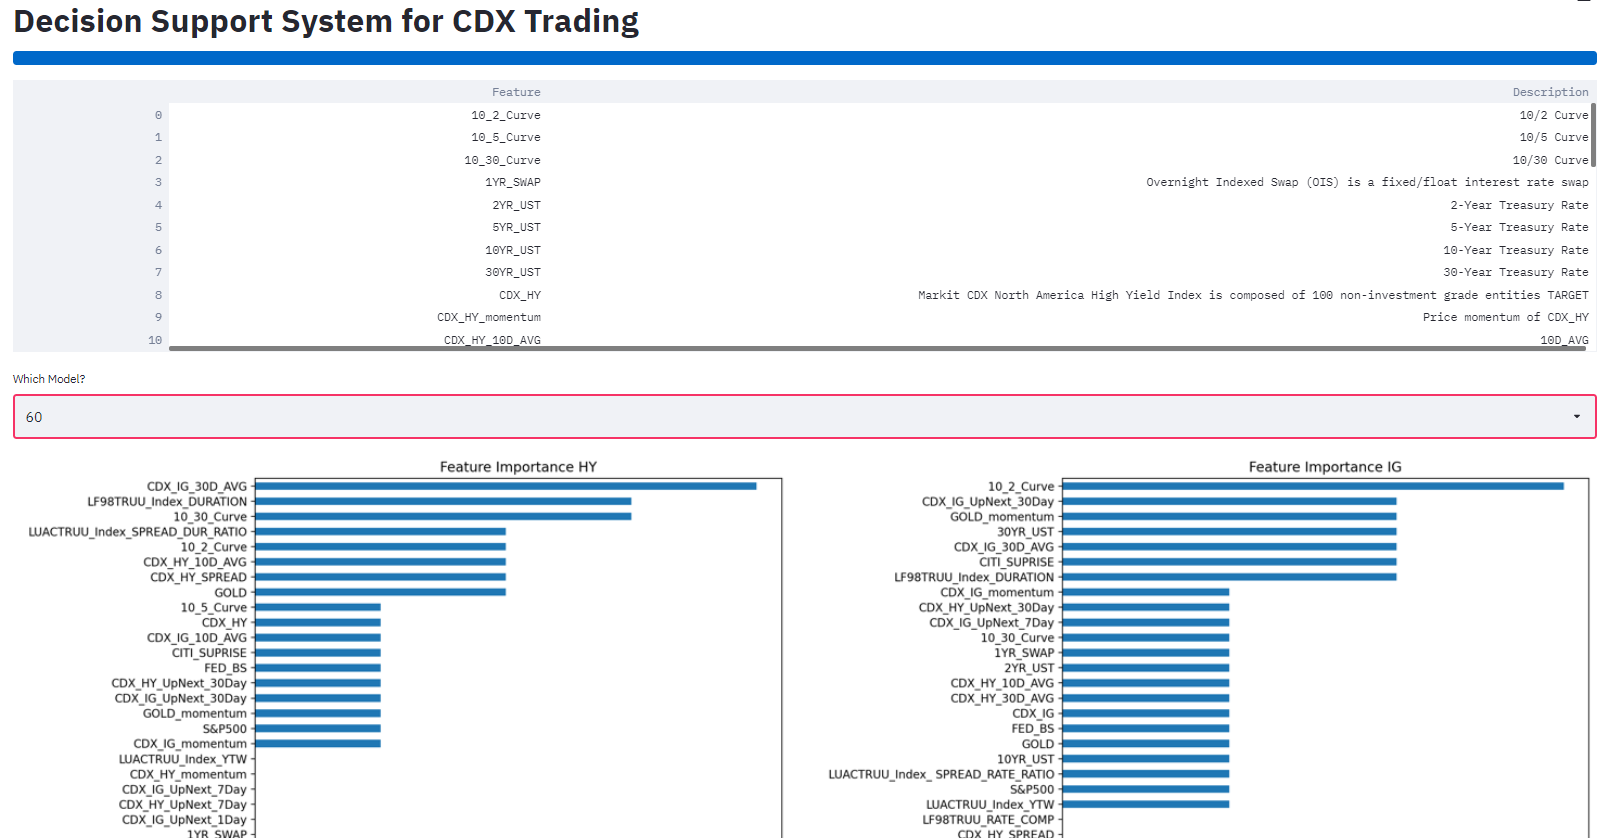 Decision Support System for CDX Trading
Feature Description
0 10_2_Curve 10/2 Curve
1 10_5_Curve 10/5 Curve
2 10_30_Curve 10/30 Curve
3 1YR_SWAP Overnight Indexed Swap (OIS) is a fixed/float interest rate swap
4 2YR_UST 2-Year Treasury Rate
5 5YR_UST 5-Year Treasury Rate
6 10YR_UST 10-Year Treasury Rate
7 30YR_UST 30-Year Treasury Rate
8 CDX_HY Markit CDX North America High Yield Index is composed of 100 non-investment grade entities TARGET
9 CDX_HY_momentum Price momentum of CDX_HY
10 CDX_HY_10D_AVG 10D_AVG
Which Model?
60
Feature Importance HY
CDX_IG_30D_AVG
LF98TRUU_Index_DURATION
10_30_Curve
LUACTRUU_Index_SPREAD_DUR_RATIO
10_2_Curve
CDX_HY_10D_AVG
CDX_HY_SPREAD
GOLD
10_5_Curve
CDX_HY
CDX_IG_10D_AVG
CITI_SUPRISE
FED_BS
CDX_HY_UpNext_30Day
CDX_IG_UpNext_30Day
GOLD_momentum
S&P500
CDX_IG_momentum
LUACTRUU_Index_YTW
CDX_HY_momentum
CDX_IG_UpNext_7Day
CDX_HY_UpNext_7Day
CDX_IG_UpNext_1Day
1YR_SWAP
Feature Importance IG
10_2_Curve
CDX_IG_UpNext_30Day
GOLD_momentum
30YR_UST
CDX_IG_30D_AVG
CITI_SUPRISE
LF98TRUU_Index_DURATION
CDX_IG_momentum
CDX_HY_UpNext_30Day
CDX_IG_UpNext_7Day
10_30_Curve
1YR_SWAP
2YR_UST
CDX_HY_10D_AVG
CDX_HY_30D_AVG
CDX_IG
FED_BS
GOLD
10YR_UST
LUACTRUU_Index_ SPREAD_RATE_RATIO
S&P500
LUACTRUU_Index_YTW
LF98TRUU_RATE_COMP
CDX_HY_SPREAD